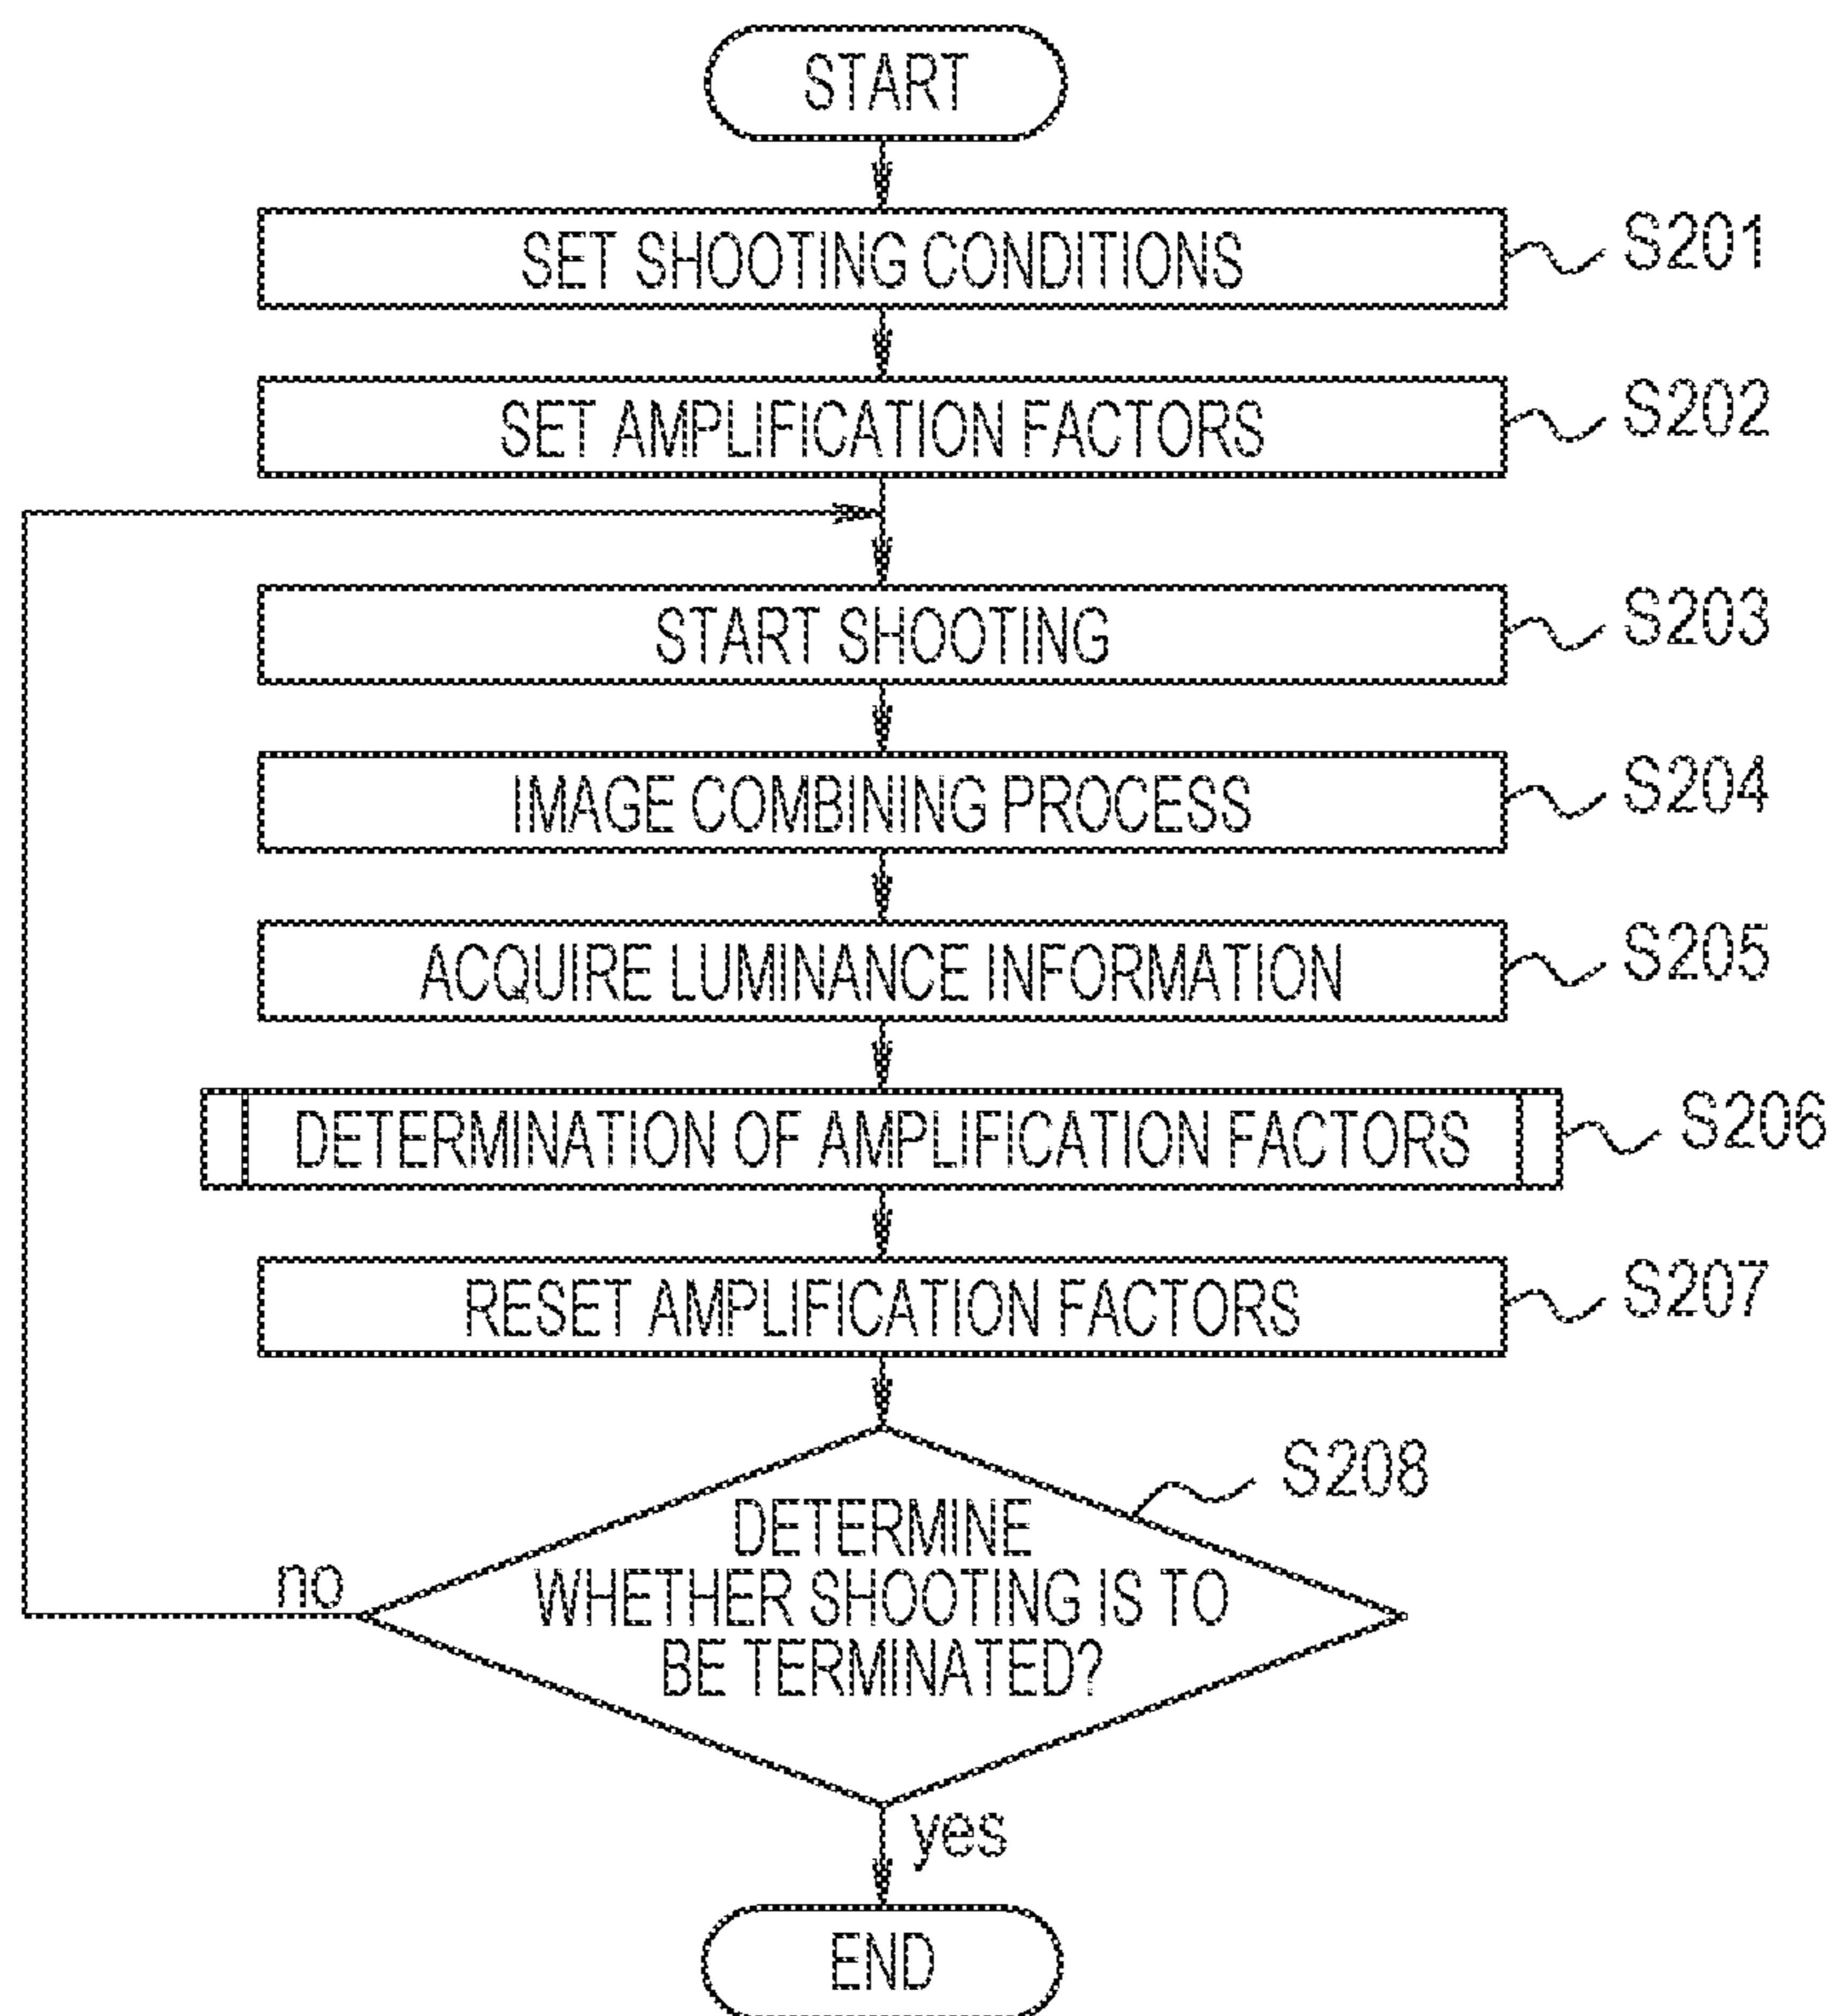 START
SET SHOOTING CONDITIONS
S201
SET AMPLIFICATION FACTORS
S202
START SHOOTING
S203
IMAGE COMBINING PROCESS
S204
ACQUIRE LUMINANCE INFORMATION
S205
DETERMINATION OF AMPLIFICATION FACTORS
S206
RESET AMPLIFICATION FACTORS
S207
S208
DETERMINE
WHETHER SHOOTING IS TO
BE TERMINATED?
no
yes
END